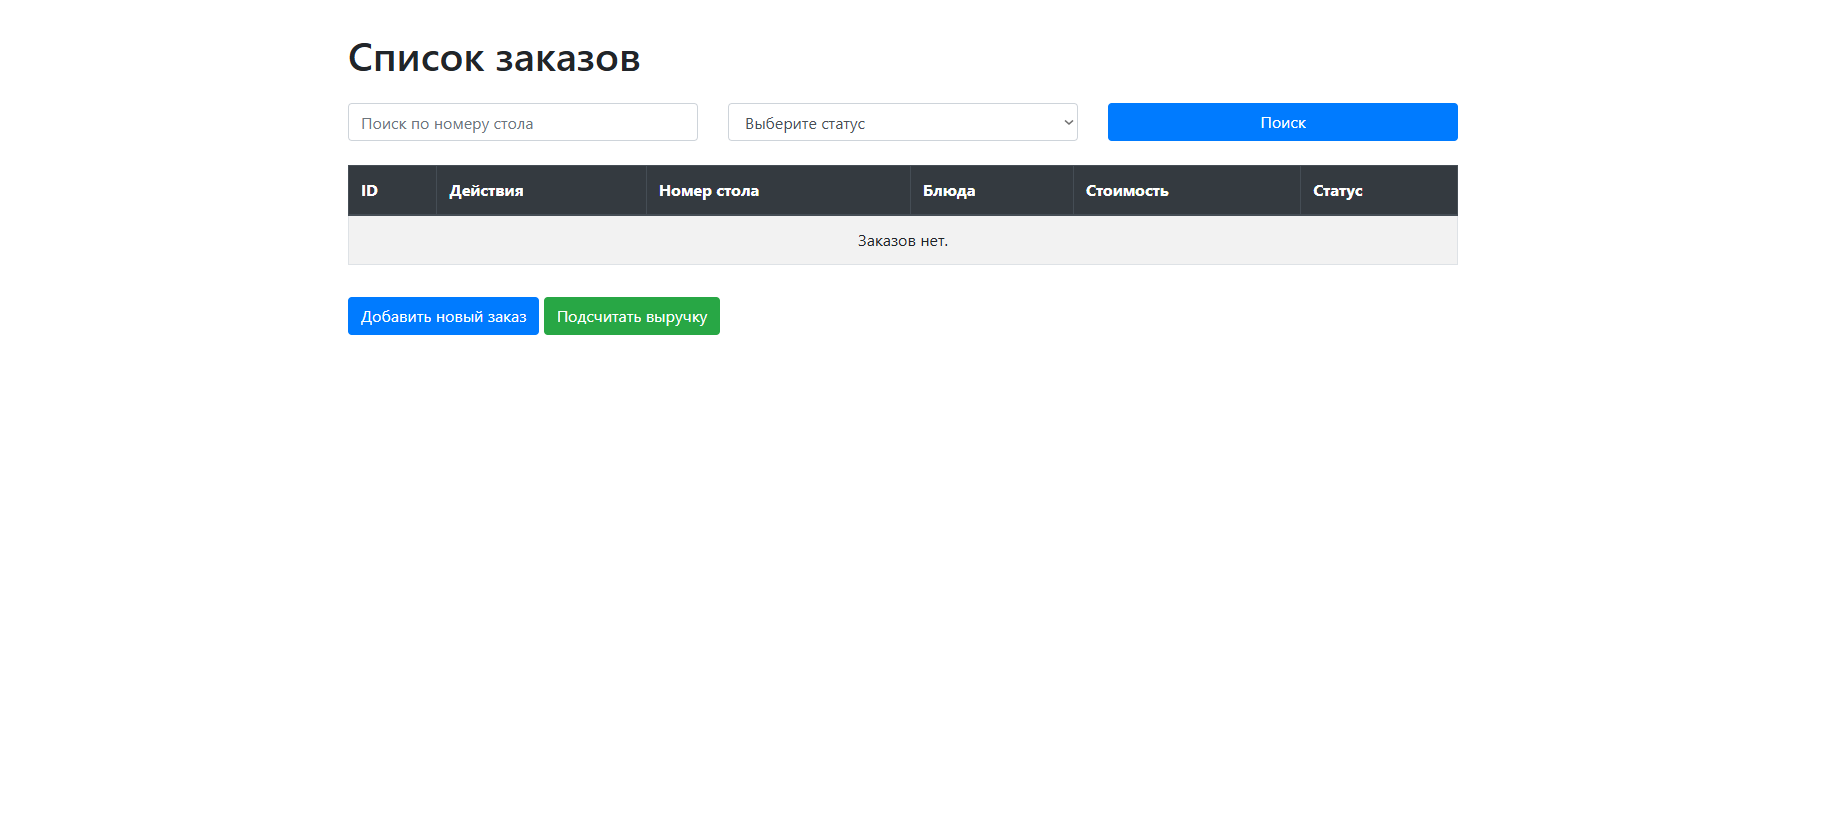 Список заказов
Поиск по номеру стола Выберите статус Поиск
ID Действия Номер стола Блюда Стоимость Статус
Заказов нет.
Добавить новый заказ Подсчитать выручку